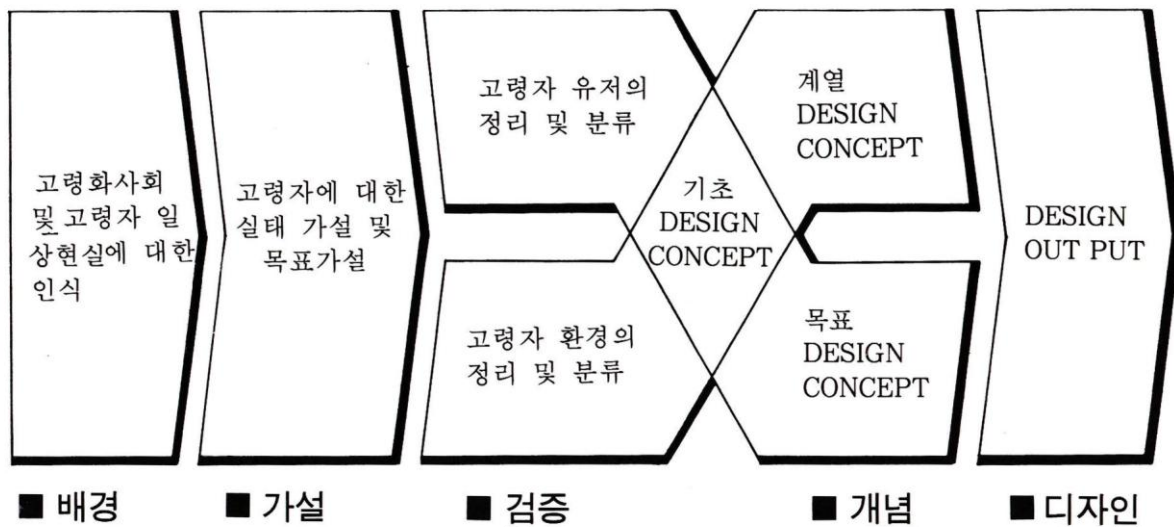 고령화사회
및 고령자 일
상현실에 대한
인식
고령자에 대한
실태 가설 및
목표가설
고령자 유저의
정리 및 분류
고령자 환경의
정리 및 분류
기초
DESIGN
CONCEPT
계열
DESIGN
CONCEPT
목표
DESIGN
CONCEPT
DESIGN
OUT PUT
■ 배경
■ 가설
■ 검증
■ 개념
■ 디자인